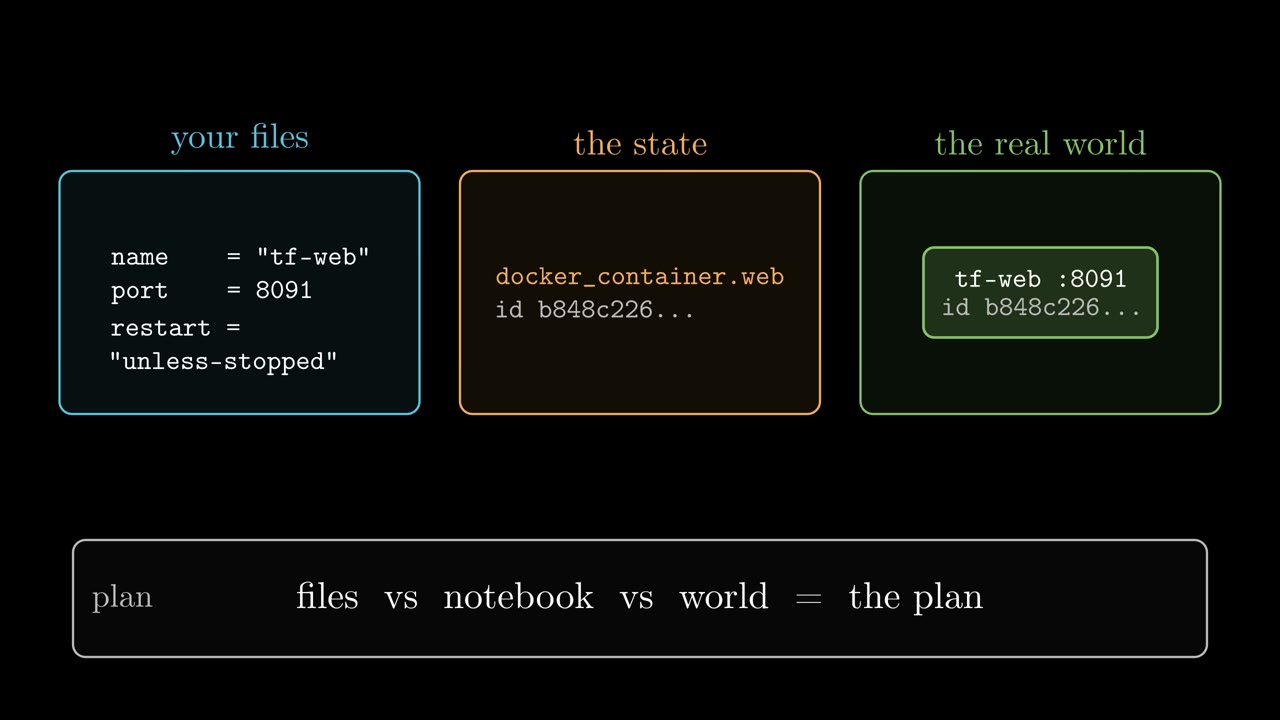 your files
name    = "tf-web"
port    = 8091
restart =
"unless-stopped"
the state
docker_container.web
id b848c226...
the real world
tf-web :8091
id b848c226...
plan
files vs notebook vs world = the plan